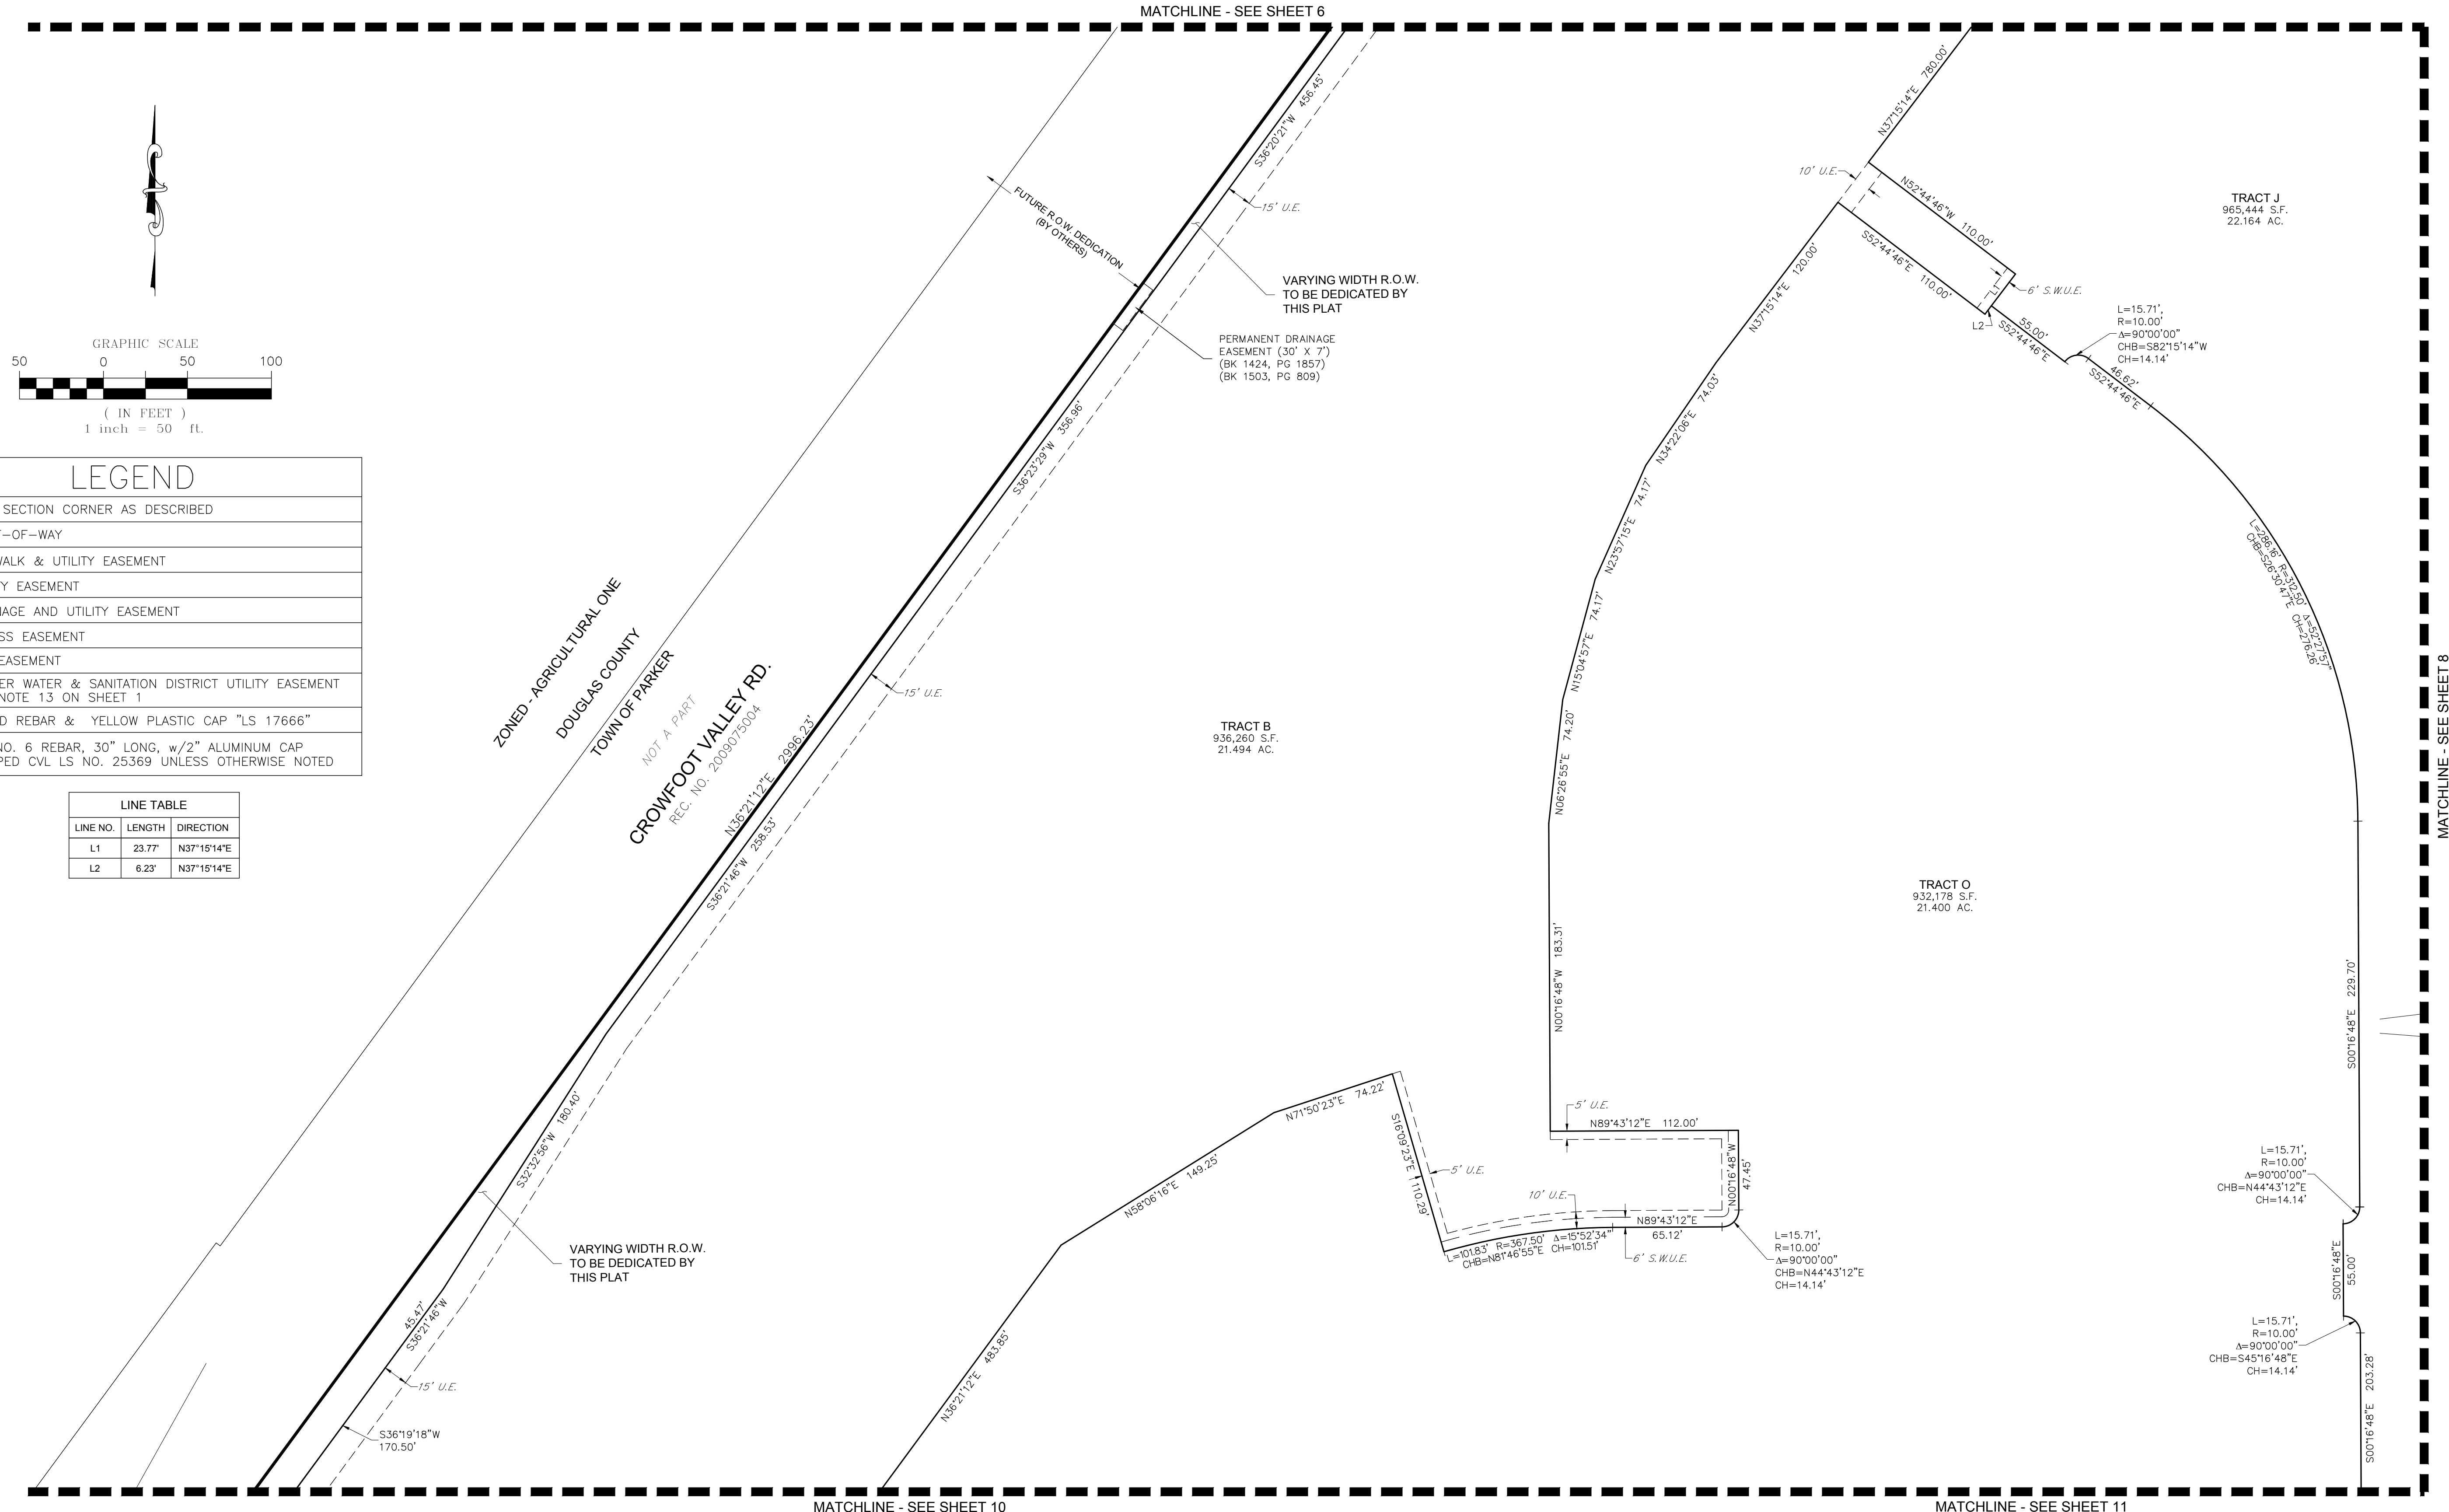 MATCHLINE - SEE SHEET 6
GRAPHIC SCALE
50 0 50 100
( IN FEET )
1 inch = 50 ft.
LEGEND
SECTION CORNER AS DESCRIBED
T-OF-WAY
WALK & UTILITY EASEMENT
Y EASEMENT
NAGE AND UTILITY EASEMENT
SS EASEMENT
EASEMENT
ER WATER & SANITATION DISTRICT UTILITY EASEMENT
NOTE 13 ON SHEET 1
D REBAR & YELLOW PLASTIC CAP "LS 17666"
NO. 6 REBAR, 30" LONG, w/2" ALUMINUM CAP
PED CVL LS NO. 25369 UNLESS OTHERWISE NOTED
LINE TABLE
LINE NO. LENGTH DIRECTION
L1 23.77' N37°15'14"E
L2 6.23' N37°15'14"E
ZONED - AGRICULTURAL ONE
DOUGLAS COUNTY
TOWN OF PARKER
NOT A PART
CROWFOOT VALLEY RD.
REC. NO. 2009075004
N36°21'12"E 2996.23'
FUTURE R.O.W. DEDICATION
(BY OTHERS)
S36°20'21"W 456.45'
15' U.E.
VARYING WIDTH R.O.W.
TO BE DEDICATED BY
THIS PLAT
PERMANENT DRAINAGE
EASEMENT (30' X 7')
(BK 1424, PG 1857)
(BK 1503, PG 809)
S36°23'29"W 356.96'
15' U.E.
S36°21'46"W 258.53'
S32°32'56"W 180.40'
VARYING WIDTH R.O.W.
TO BE DEDICATED BY
THIS PLAT
45.47'
S36°21'46"W
15' U.E.
S36°19'18"W
170.50'
TRACT B
936,260 S.F.
21.494 AC.
N36°21'12"E 483.85'
N58°06'16"E 149.25'
N71°50'23"E 74.22'
S16°09'23"E 110.29'
5' U.E.
L=101.83' R=367.50' Δ=15°52'34"
CHB=N81°46'55"E CH=101.51'
10' U.E.
6' S.W.U.E.
N89°43'12"E
65.12'
L=15.71',
R=10.00'
Δ=90°00'00"
CHB=N44°43'12"E
CH=14.14'
N00°16'48"W
47.45'
N89°43'12"E 112.00'
5' U.E.
N00°16'48"W 183.31'
N06°26'55"E 74.20'
N15°04'57"E 74.17'
N23°57'15"E 74.17'
N34°22'06"E 74.03'
N37°15'14"E 120.00'
10' U.E.
N37°15'14"E 780.00'
N52°44'46"W 110.00'
S52°44'46"E 110.00'
L1
6' S.W.U.E.
L2
55.00'
S52°44'46"E
L=15.71',
R=10.00'
Δ=90°00'00"
CHB=S82°15'14"W
CH=14.14'
46.62'
S52°44'46"E
TRACT J
965,444 S.F.
22.164 AC.
L=286.16' R=312.50' Δ=52°27'57"
CHB=S26°30'47"E CH=276.26'
TRACT O
932,178 S.F.
21.400 AC.
S00°16'48"E 229.70'
L=15.71',
R=10.00'
Δ=90°00'00"
CHB=N44°43'12"E
CH=14.14'
S00°16'48"E
55.00'
L=15.71',
R=10.00'
Δ=90°00'00"
CHB=S45°16'48"E
CH=14.14'
S00°16'48"E 203.28'
MATCHLINE - SEE SHEET 8
MATCHLINE - SEE SHEET 10
MATCHLINE - SEE SHEET 11